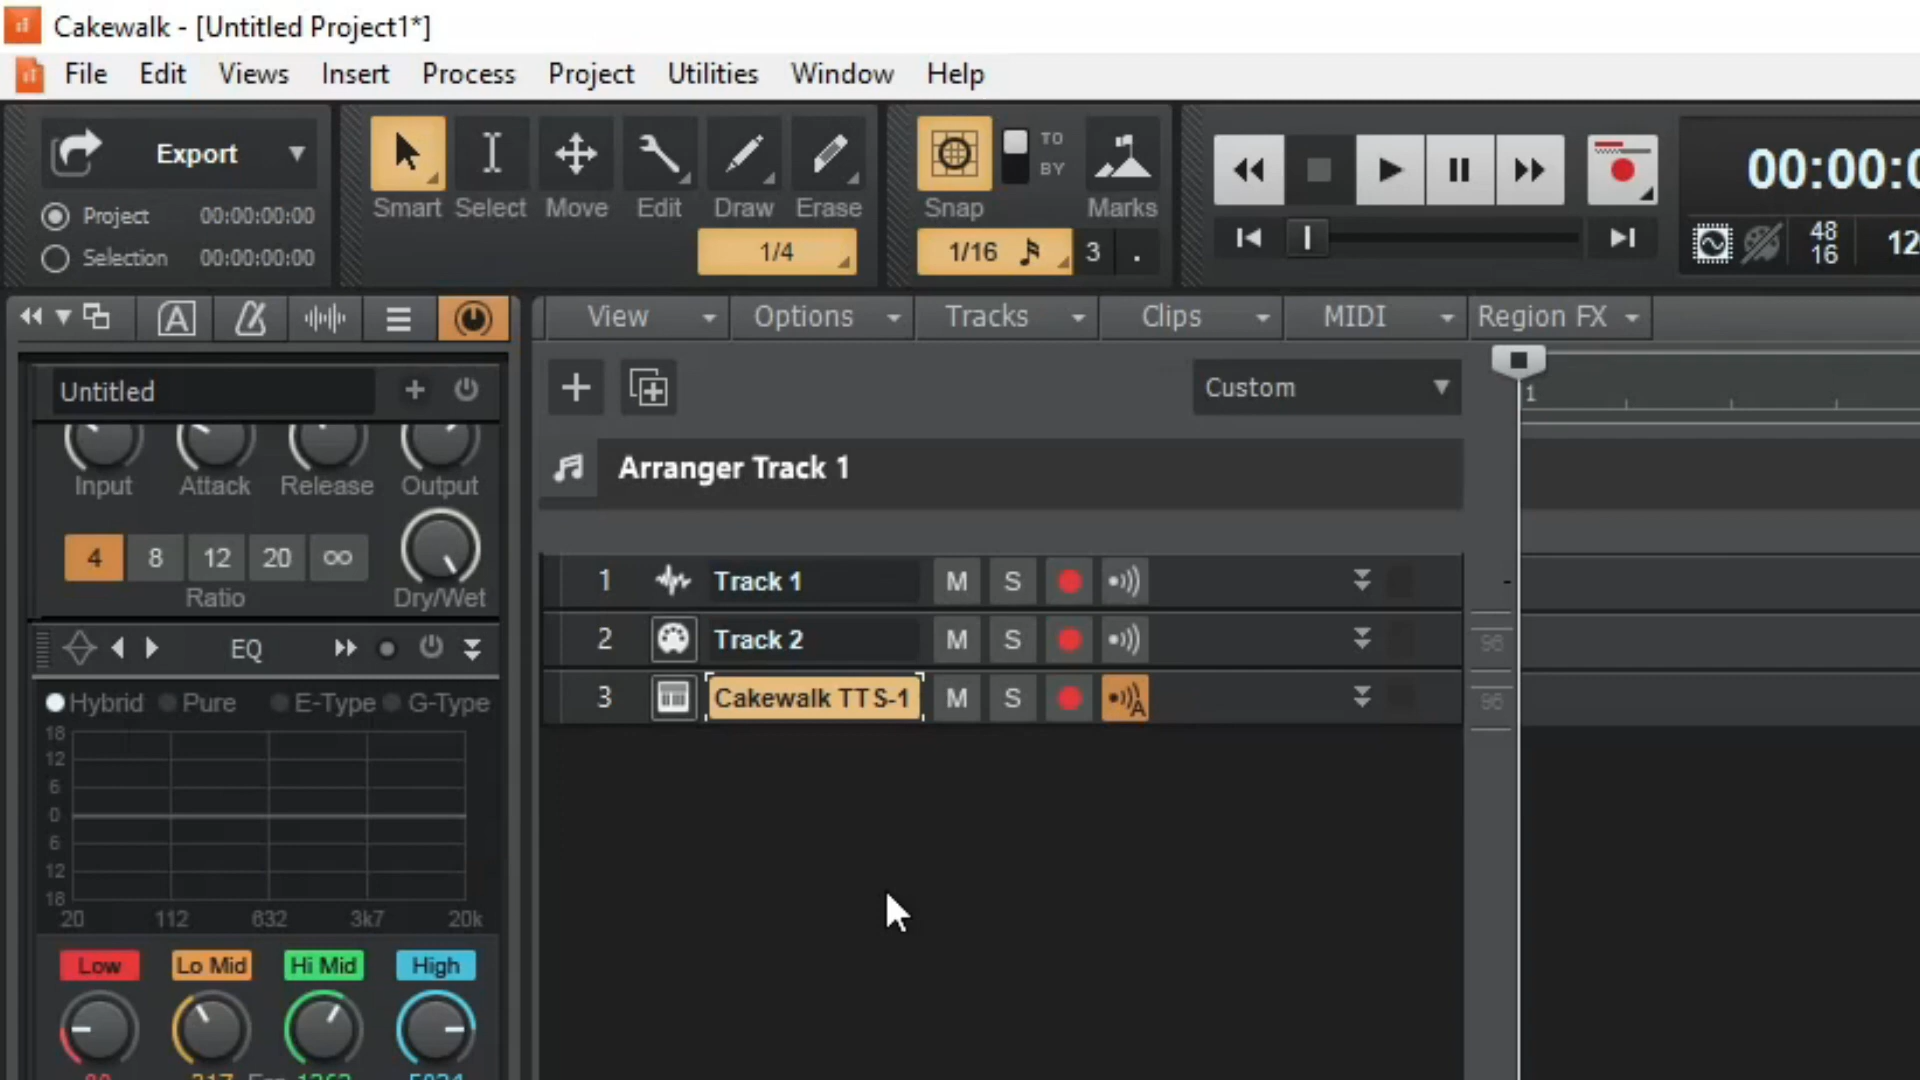 Cakewalk - [Untitled Project1*]
File Edit Views Insert Process Project Utilities Window Help
Export
Project 00:00:00:00
Selection 00:00:00:00
Smart Select Move Edit Draw Erase
1/4
TO
BY
Snap Marks
1/16 3 .
00:00:0
48
16
12
View Options Tracks Clips MIDI Region FX
Untitled
Custom
1
Input Attack Release Output
Arranger Track 1
4 8 12 20 ∞
Ratio Dry/Wet
1 Track 1 M S
2 Track 2 M S
96
3 Cakewalk TTS-1 M S A
96
EQ
Hybrid Pure E-Type G-Type
18
12
6
0
6
12
18
20 112 632 3k7 20k
Low Lo Mid Hi Mid High